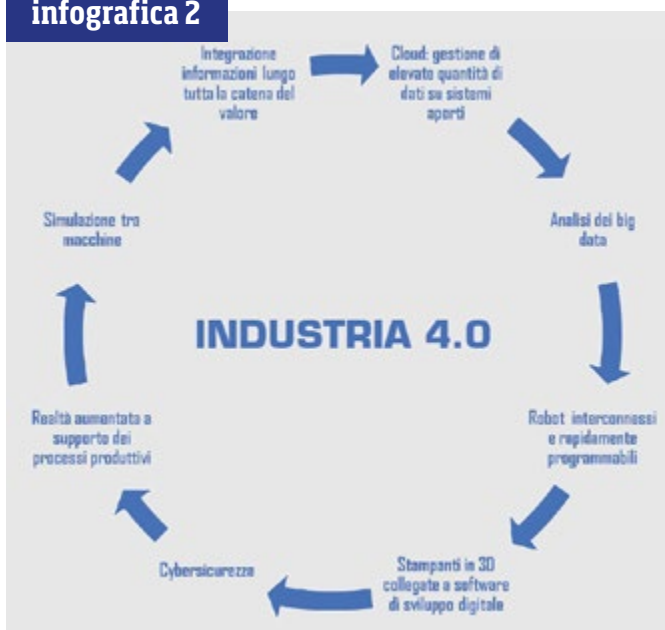 infografica 2
Integrazione
informazioni lungo
tutta la catena del
valore
Cloud: gestione di
elevate quantità di
dati su sistemi
aperti
Analisi dei big
data
Robot interconnessi
e rapidamente
programmabili
Stampanti in 3D
collegate a software
di sviluppo digitale
Cybersicurezza
Realtà aumentata a
supporto dei
processi produttivi
Simulazione tra
macchine
INDUSTRIA 4.0